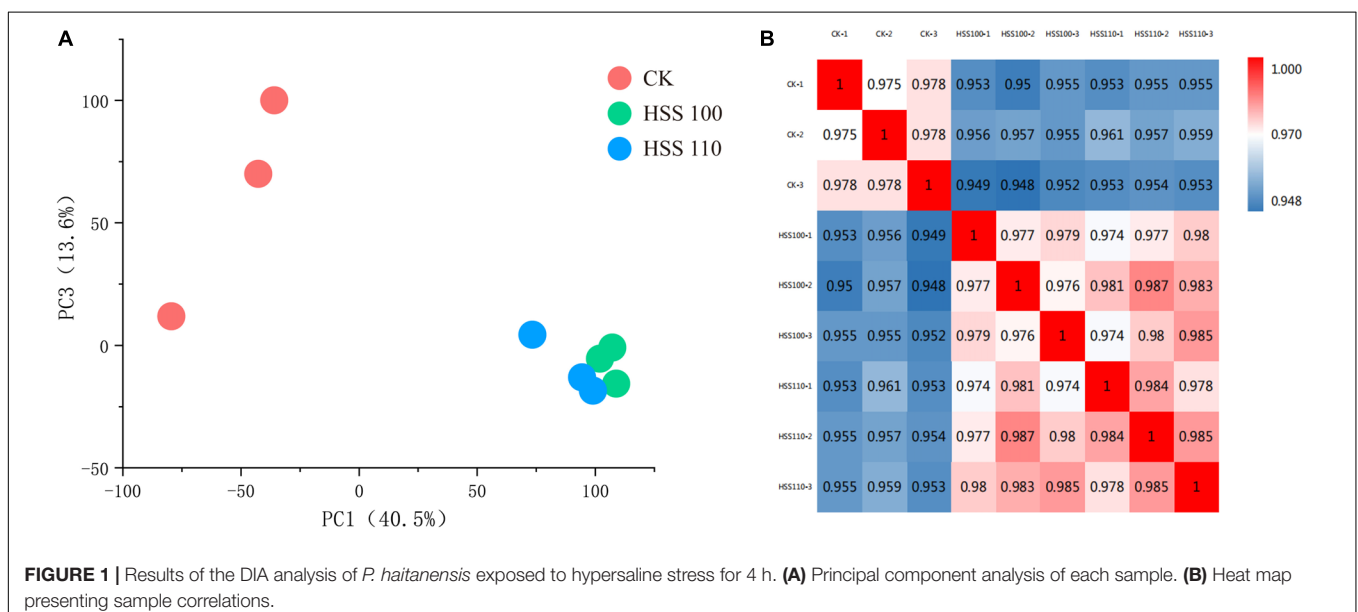 A
CK
HSS 100
HSS 110
PC3 (13.6%)
100
50
0
−50
−100
−50
0
50
100
PC1 (40.5%)
B
CK-1 CK-2 CK-3 HSS100-1 HSS100-2 HSS100-3 HSS110-1 HSS110-2 HSS110-3
CK-1 1 0.975 0.978 0.953 0.95 0.955 0.953 0.955 0.955
CK-2 0.975 1 0.978 0.956 0.957 0.955 0.961 0.957 0.959
CK-3 0.978 0.978 1 0.949 0.948 0.952 0.953 0.954 0.953
HSS100-1 0.953 0.956 0.949 1 0.977 0.979 0.974 0.977 0.98
HSS100-2 0.95 0.957 0.948 0.977 1 0.976 0.981 0.987 0.983
HSS100-3 0.955 0.955 0.952 0.979 0.976 1 0.974 0.98 0.985
HSS110-1 0.953 0.961 0.953 0.974 0.981 0.974 1 0.984 0.978
HSS110-2 0.955 0.957 0.954 0.977 0.987 0.98 0.984 1 0.985
HSS110-3 0.955 0.959 0.953 0.98 0.983 0.985 0.978 0.985 1
1.000
0.970
0.948
FIGURE 1 | Results of the DIA analysis of P. haitanensis exposed to hypersaline stress for 4 h. (A) Principal component analysis of each sample. (B) Heat map
presenting sample correlations.